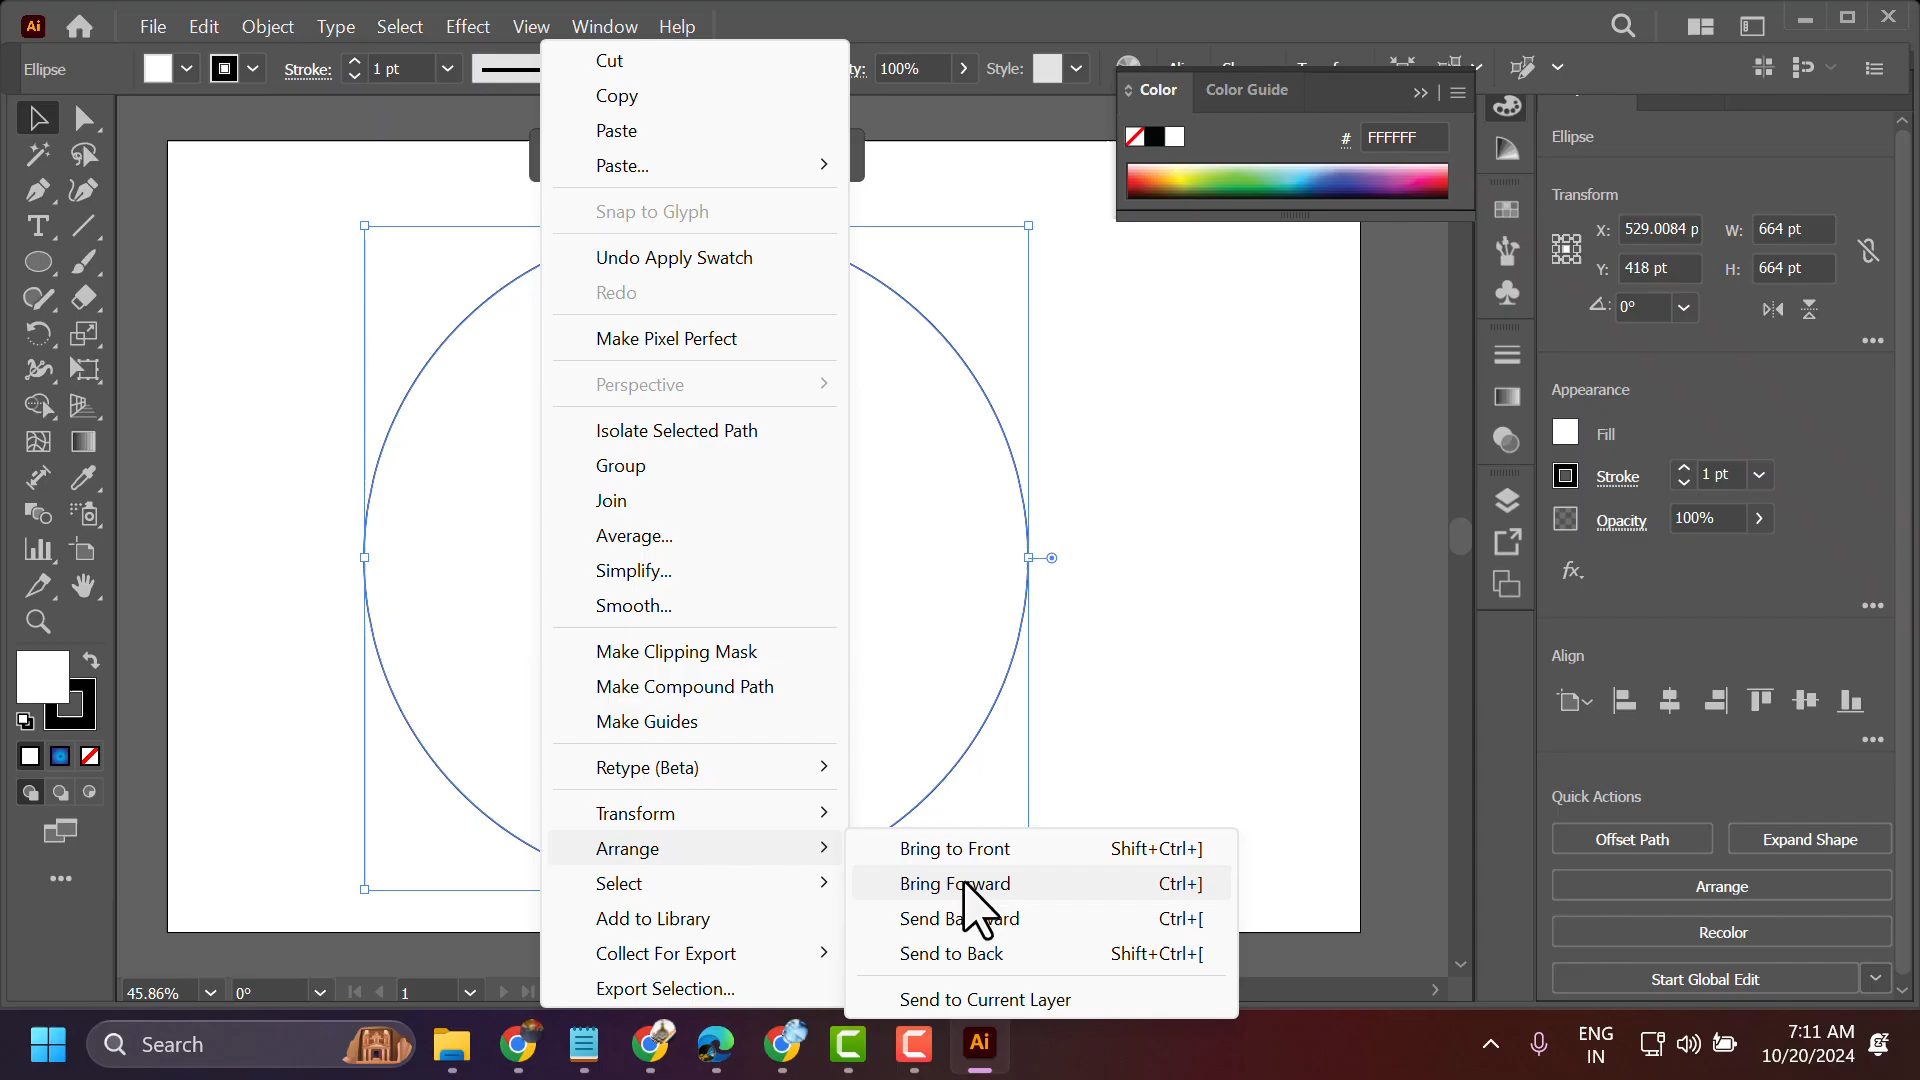 Ai File Edit Object Type Select Effect View Window Help
Ellipse Stroke: 1 pt 100% Style:
Color Color Guide
# FFFFFF
Cut
Copy
Paste
Paste...
Snap to Glyph
Undo Apply Swatch
Redo
Make Pixel Perfect
Perspective
Isolate Selected Path
Group
Join
Average...
Simplify...
Smooth...
Make Clipping Mask
Make Compound Path
Make Guides
Retype (Beta)
Transform
Arrange
Select
Add to Library
Collect For Export
Export Selection...
Bring to Front Shift+Ctrl+]
Bring Forward Ctrl+]
Send Backward Ctrl+[
Send to Back Shift+Ctrl+[
Send to Current Layer
Ellipse
Transform
X: 529.0084 p W: 664 pt
Y: 418 pt H: 664 pt
0°
Appearance
Fill
Stroke 1 pt
Opacity 100%
fx
Align
Quick Actions
Offset Path Expand Shape
Arrange
Recolor
Start Global Edit
45.86% 0° 1
Search
Ai
ENG
IN
7:11 AM
10/20/2024